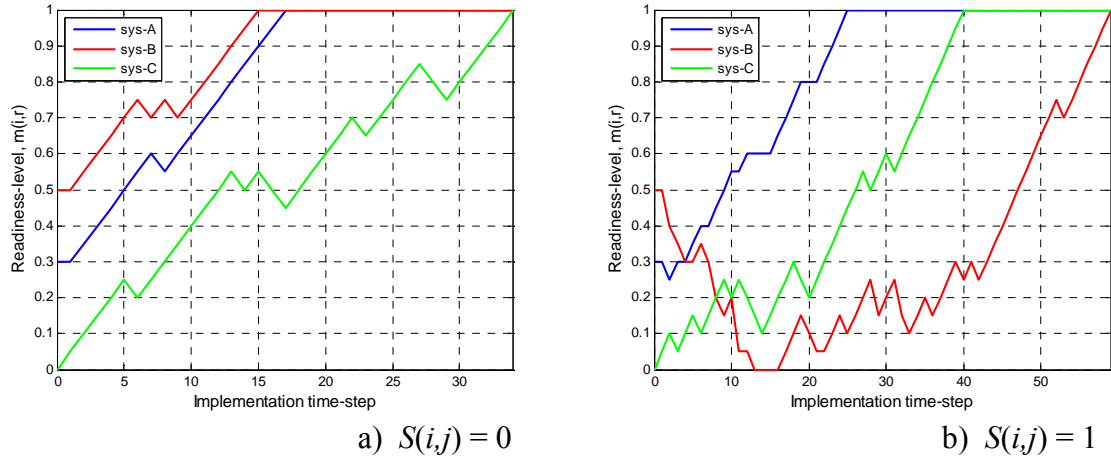 1
0.9
0.8
0.7
0.6
0.5
0.4
0.3
0.2
0.1
0
Readiness-level, m(i,r)
sys-A
sys-B
sys-C
0 5 10 15 20 25 30
Implementation time-step
a) S(i,j) = 0
1
0.9
0.8
0.7
0.6
0.5
0.4
0.3
0.2
0.1
0
Readiness-level, m(i,r)
sys-A
sys-B
sys-C
0 10 20 30 40 50
Implementation time-step
b) S(i,j) = 1